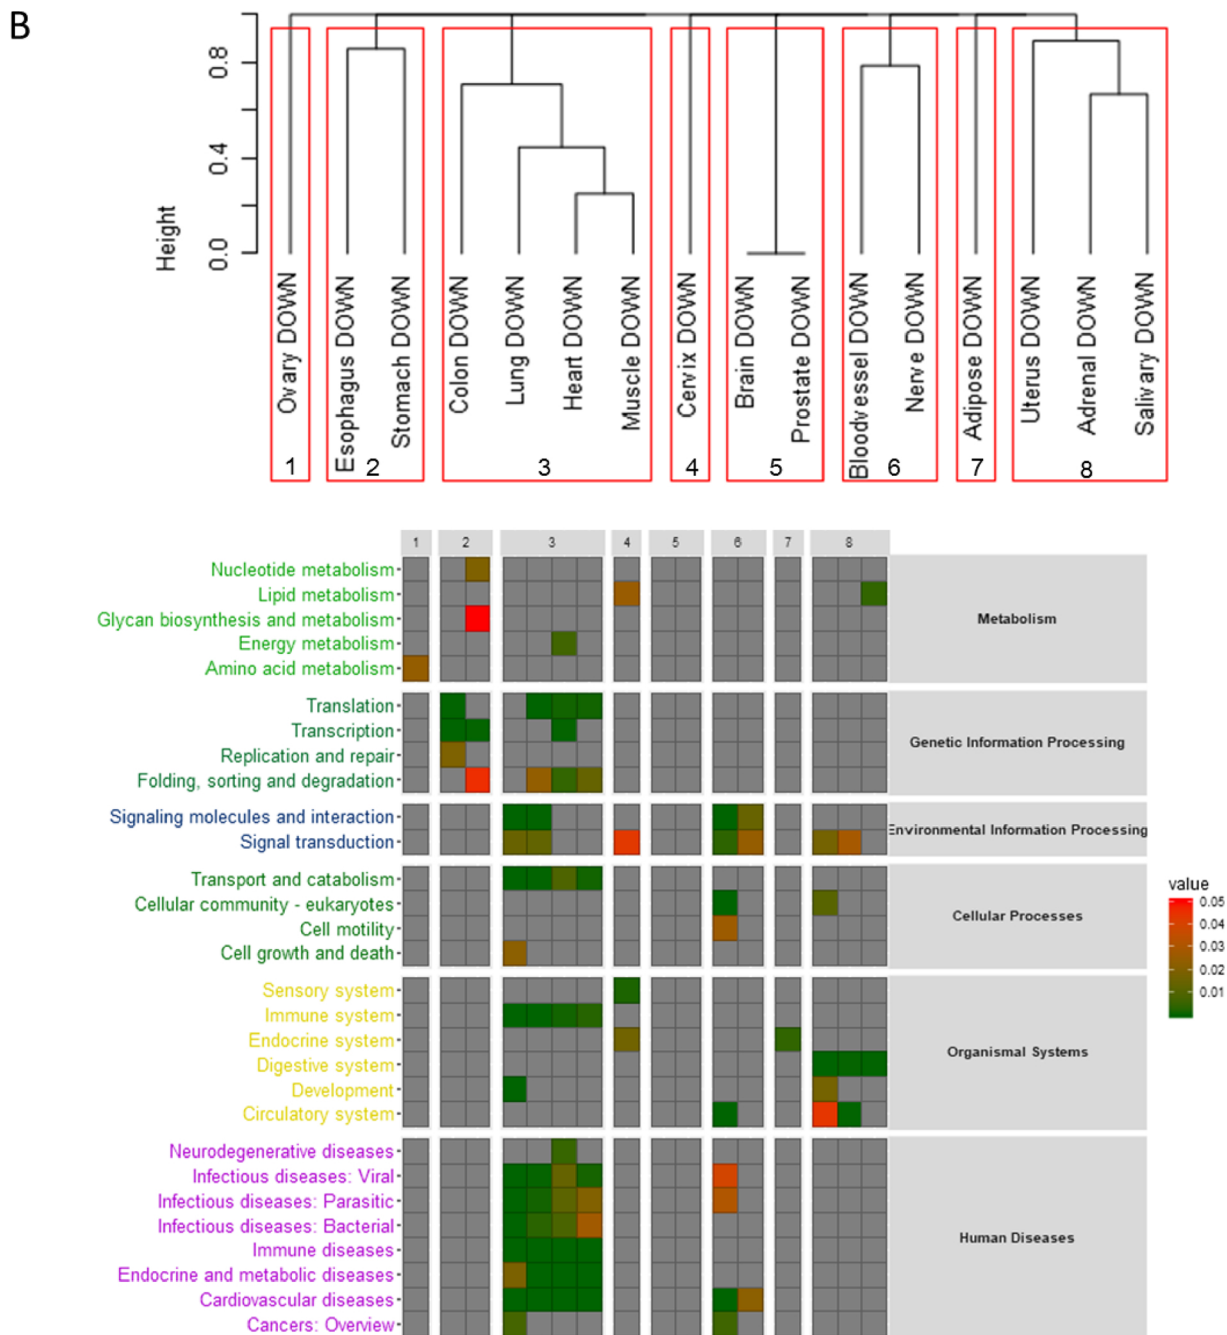 B
Height
0.0
0.4
0.8
Ovary DOWN
Esophagus DOWN
Stomach DOWN
Colon DOWN
Lung DOWN
Heart DOWN
Muscle DOWN
Cervix DOWN
Brain DOWN
Prostate DOWN
Bloodvessel DOWN
Nerve DOWN
Adipose DOWN
Uterus DOWN
Adrenal DOWN
Salivary DOWN
1 2 3 4 5 6 7 8
1 2 3 4 5 6 7 8
Nucleotide metabolism
Lipid metabolism
Glycan biosynthesis and metabolism
Energy metabolism
Amino acid metabolism
Metabolism
Translation
Transcription
Replication and repair
Folding, sorting and degradation
Genetic Information Processing
Signaling molecules and interaction
Signal transduction
Environmental Information Processing
Transport and catabolism
Cellular community - eukaryotes
Cell motility
Cell growth and death
Cellular Processes
Sensory system
Immune system
Endocrine system
Digestive system
Development
Circulatory system
Organismal Systems
Neurodegenerative diseases
Infectious diseases: Viral
Infectious diseases: Parasitic
Infectious diseases: Bacterial
Immune diseases
Endocrine and metabolic diseases
Cardiovascular diseases
Cancers: Overview
Human Diseases
value
0.05
0.04
0.03
0.02
0.01